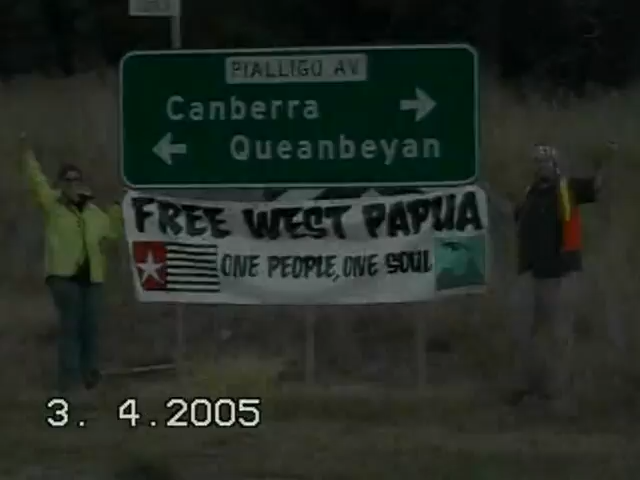 PIALLIGO AV
Canberra
Queanbeyan
FREE WEST PAPUA
ONE PEOPLE, ONE SOUL
3. 4.2005